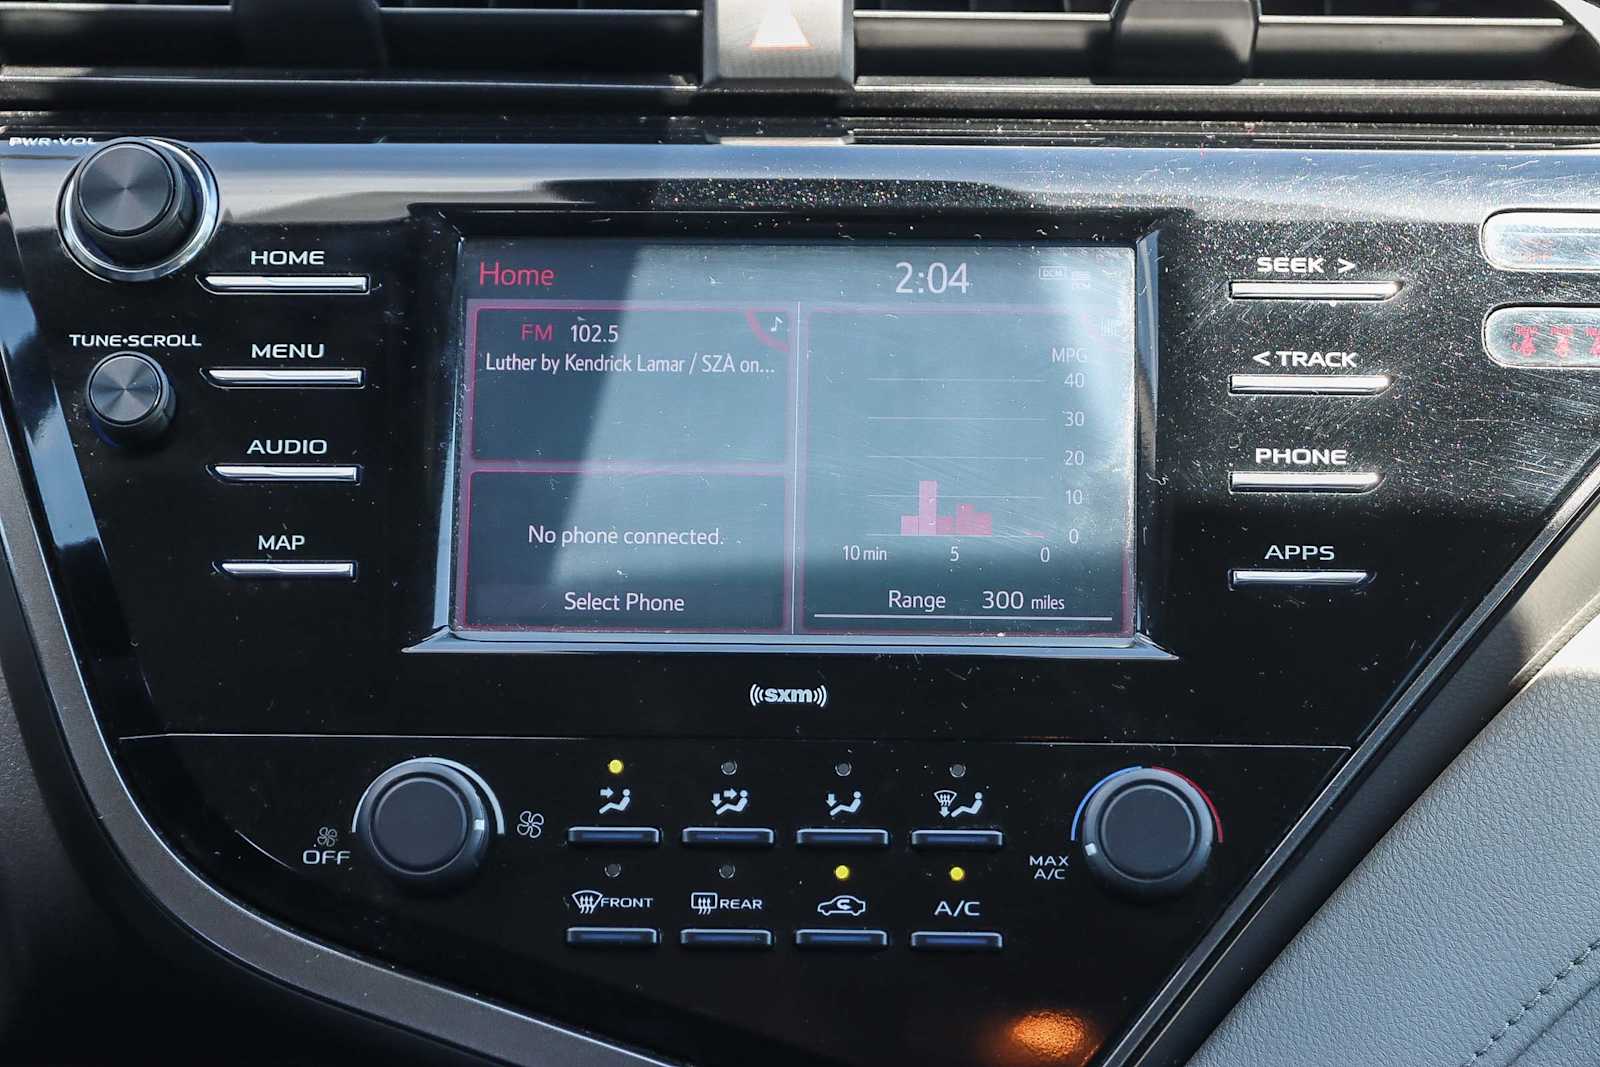 PWR•VOL
HOME
TUNE•SCROLL
MENU
AUDIO
MAP
Home
2:04
DCM
FM 102.5
Luther by Kendrick Lamar / SZA on...
No phone connected.
Select Phone
MPG
40
30
20
10
0
10 min 5 0
Range 300 miles
SEEK >
< TRACK
PHONE
APPS
((sxm))
OFF
MAX
A/C
FRONT
REAR
A/C